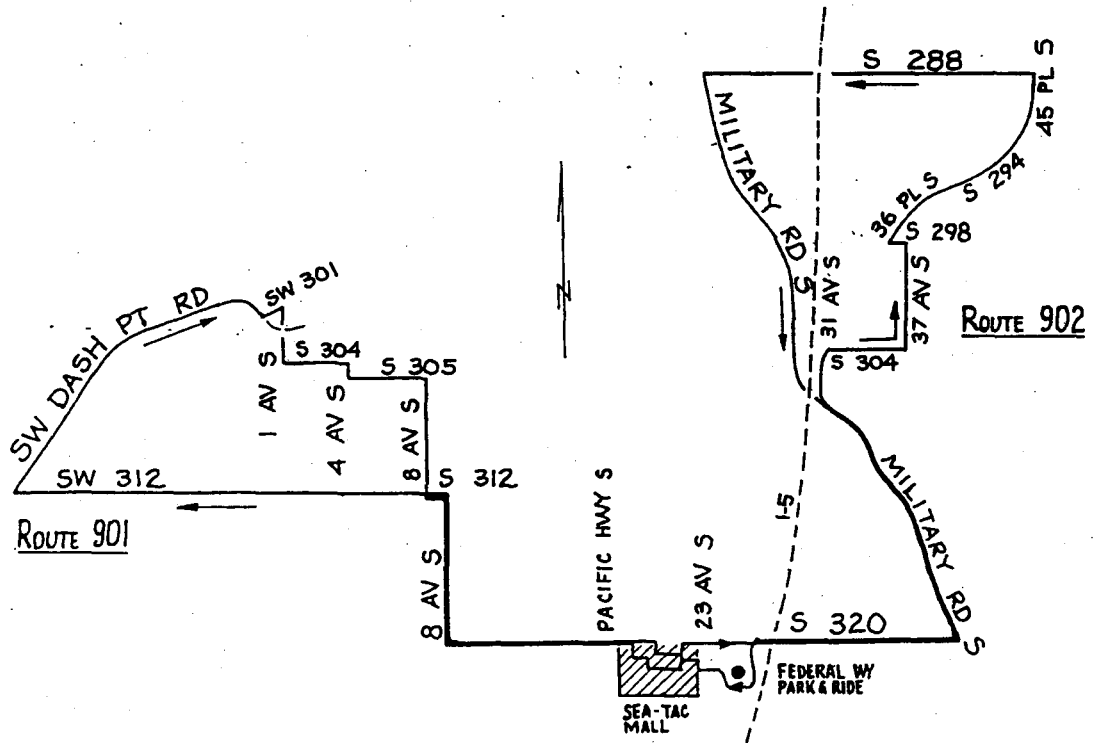 S 288
45 PL S
MILITARY RD S
S 294
36 PL S
S 298
31 AV S
37 AV S
ROUTE 902
S 304
SW 301
SW DASH PT RD
S 304
S 305
1 AV S
4 AV S
8 AV S
SW 312
S 312
ROUTE 901
N
I-5
MILITARY RD S
8 AV S
PACIFIC HWY S
23 AV S
S 320
FEDERAL WY
PARK & RIDE
SEA-TAC
MALL